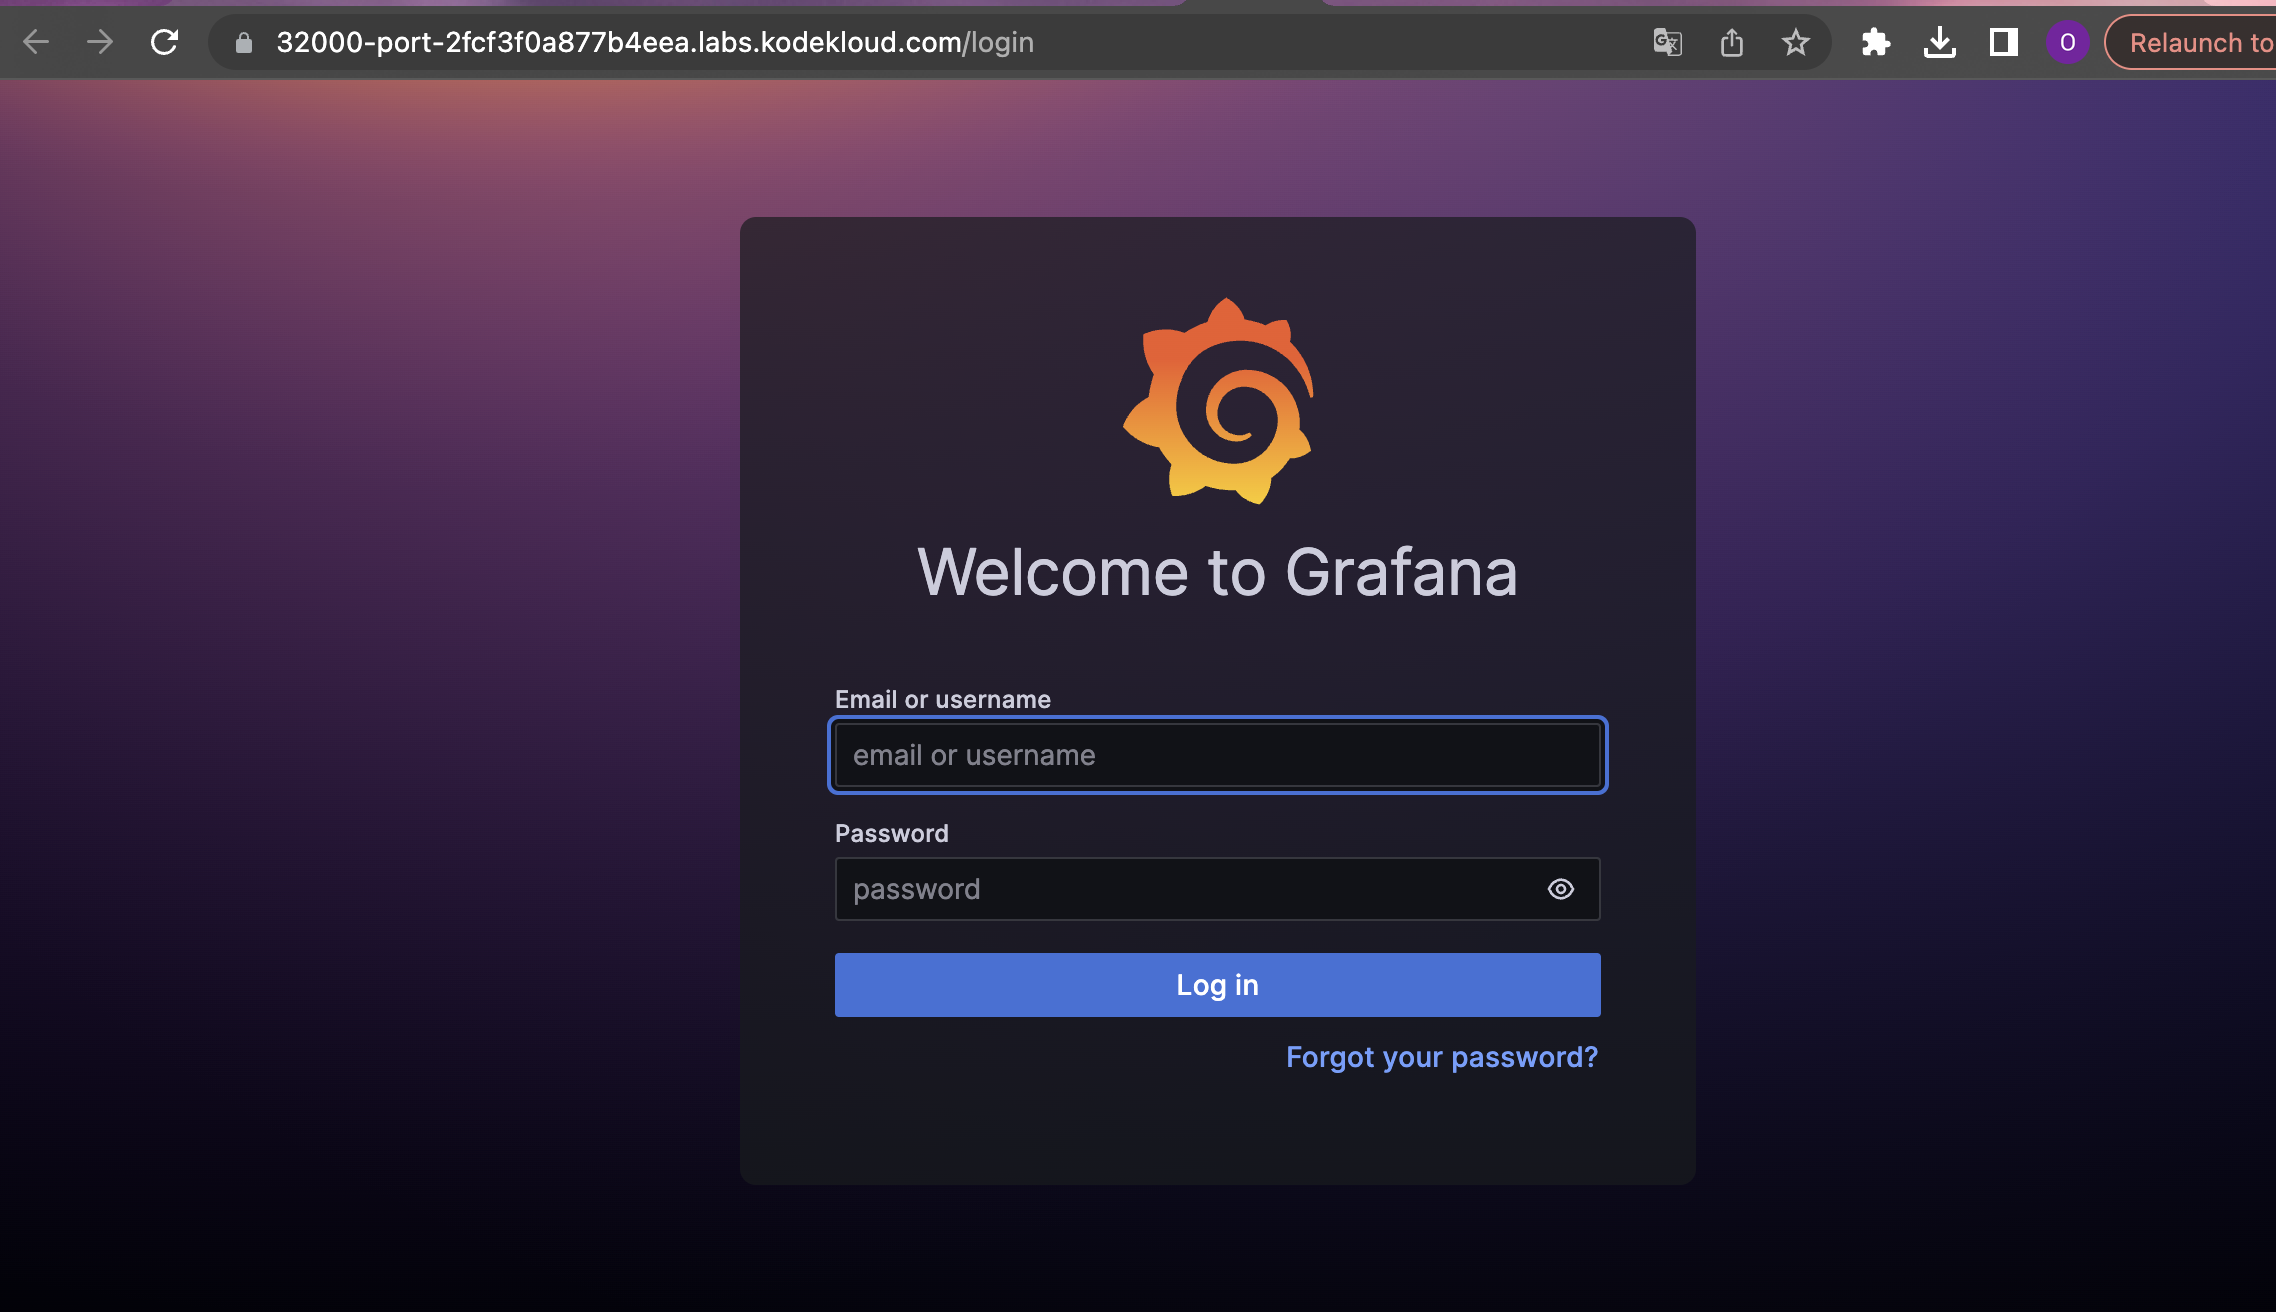 32000-port-2fcf3f0a877b4eea.labs.kodekloud.com/login
O
Relaunch to
Welcome to Grafana
Email or username
email or username
Password
password
Log in
Forgot your password?